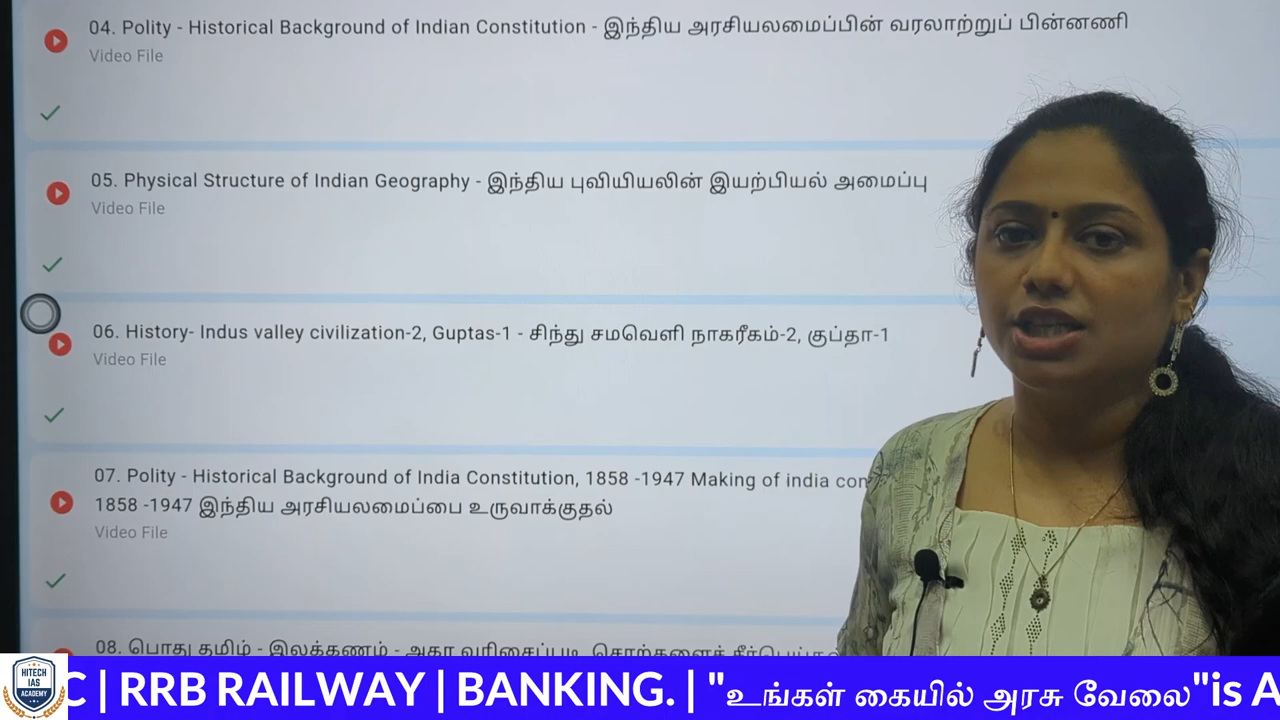 04. Polity - Historical Background of Indian Constitution - இந்திய அரசியலமைப்பின் வரலாற்றுப் பின்னணி
Video File
05. Physical Structure of Indian Geography - இந்திய புவியியலின் இயற்பியல் அமைப்பு
Video File
06. History- Indus valley civilization-2, Guptas-1 - சிந்து சமவெளி நாகரீகம்-2, குப்தா-1
Video File
07. Polity - Historical Background of India Constitution, 1858 -1947 Making of india con
1858 -1947 இந்திய அரசியலமைப்பை உருவாக்குதல்
Video File
08. பொது தமிழ் - இலக்கணம் - அகர வரிசைப்படி
C | RRB RAILWAY | BANKING. | "உங்கள் கையில் அரசு வேலை"is A
HITECH
IAS
ACADEMY